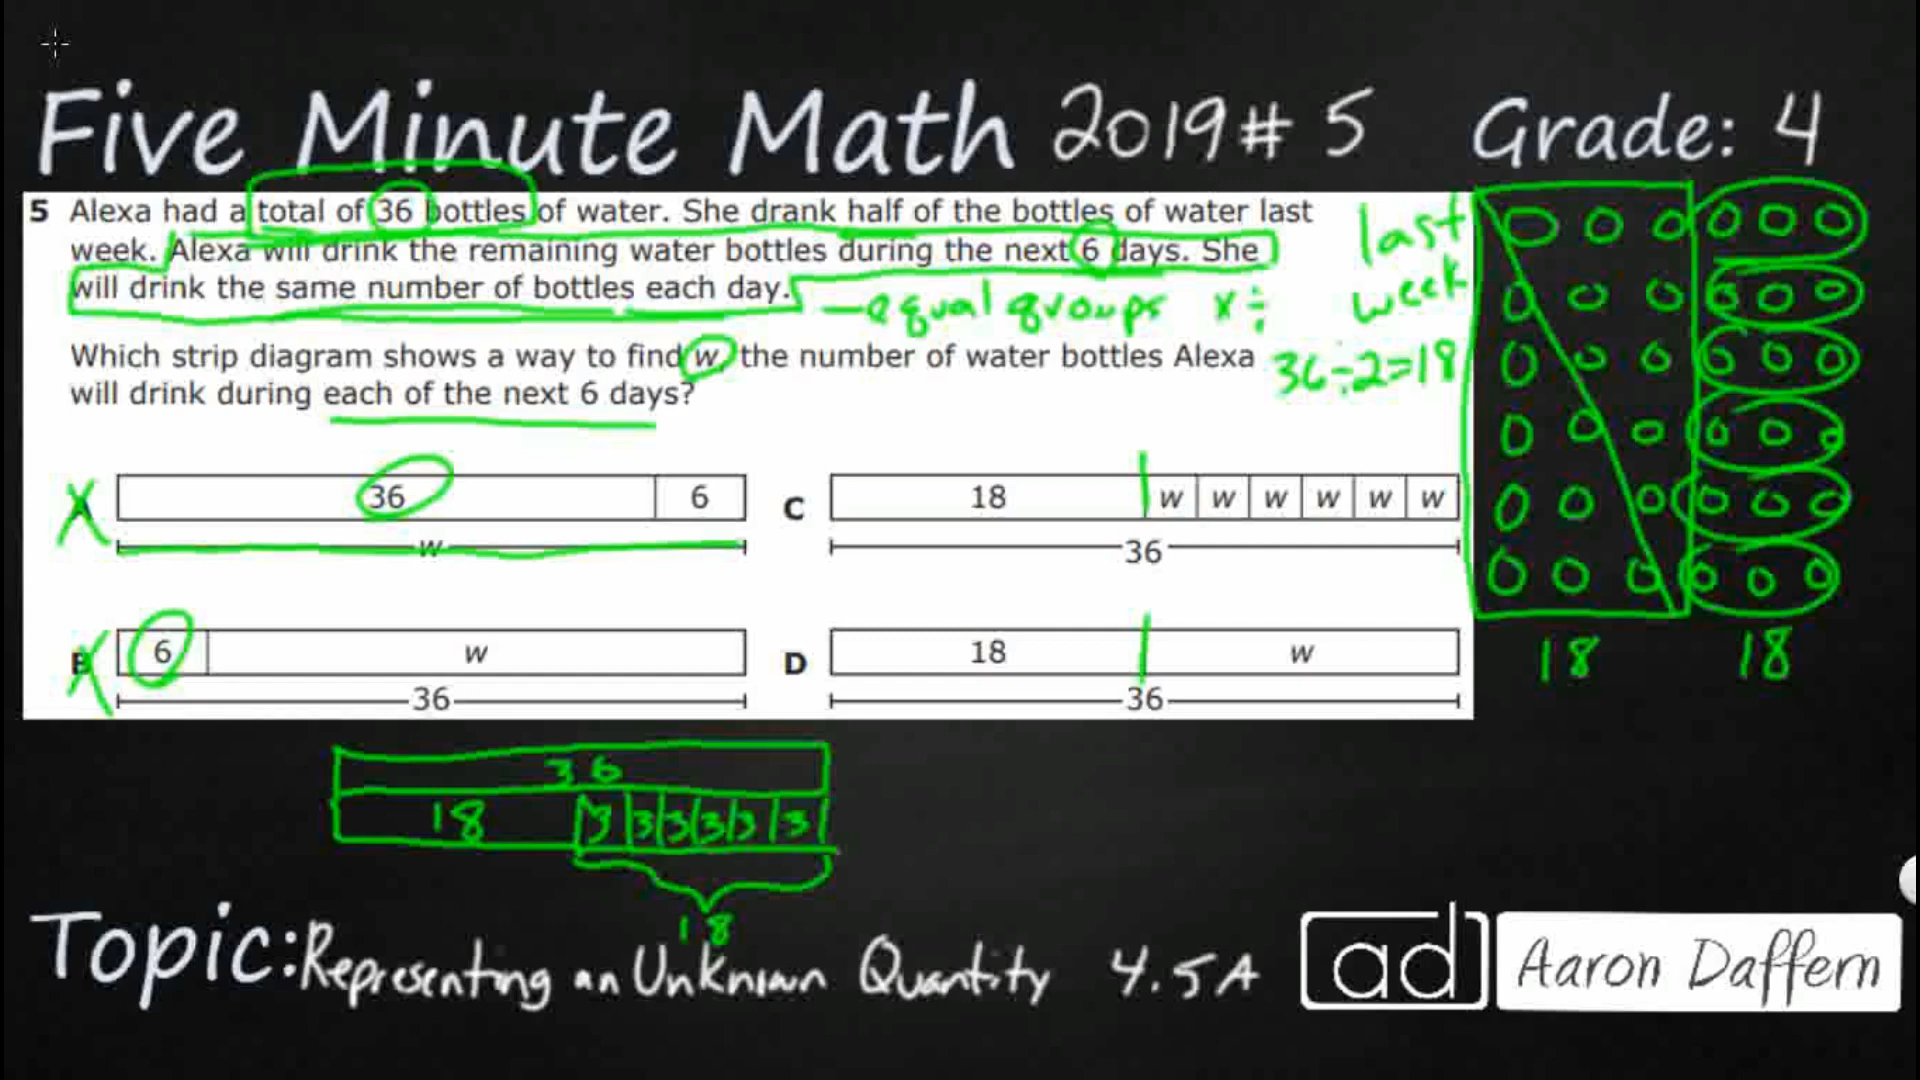 Five Minute Math 2019 # 5 Grade: 4
5 Alexa had a total of 36 bottles of water. She drank half of the bottles of water last
week. Alexa will drink the remaining water bottles during the next 6 days. She
will drink the same number of bottles each day.
— equal groups x ÷
last
week
Which strip diagram shows a way to find w, the number of water bottles Alexa
will drink during each of the next 6 days?
36÷2=18
A 36 6
w
C 18 w w w w w w
36
B 6 w
36
D 18 w
36
18 18
36
18 3 3 3 3 3 3
18
Topic: Representing an Unknown Quantity 4.5A
ad Aaron Daffern